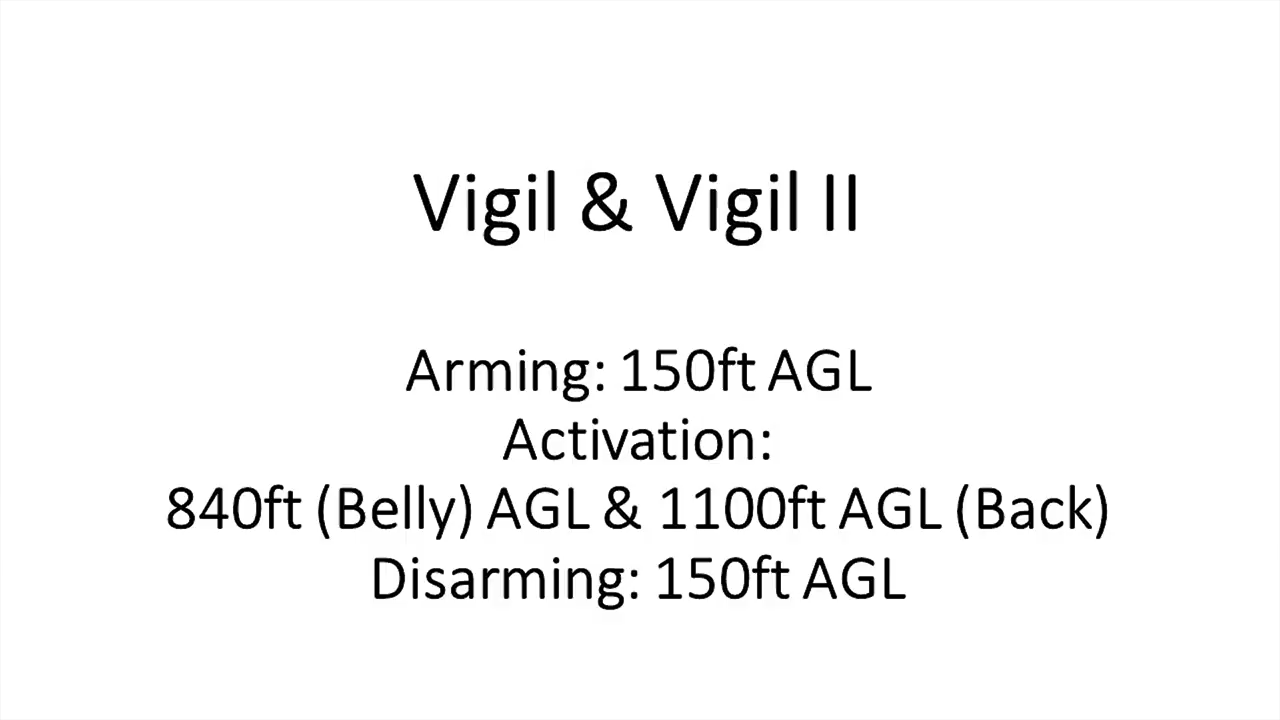 Vigil & Vigil II
Arming: 150ft AGL
Activation:
840ft (Belly) AGL & 1100ft AGL (Back)
Disarming: 150ft AGL